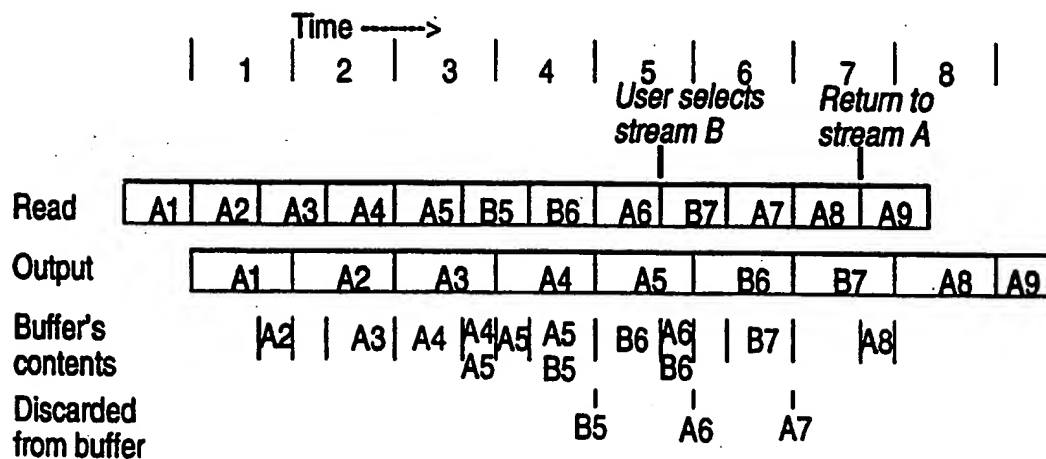 Time ------>
1 2 3 4 5 6 7 8
User selects Return to
stream B stream A
Read A1 A2 A3 A4 A5 B5 B6 A6 B7 A7 A8 A9
Output A1 A2 A3 A4 A5 B6 B7 A8 A9
Buffer's A2 A3 A4 A4 A5 A5 B6 A6 B7 A8
contents A5 B5 B6
Discarded B5 A6 A7
from buffer